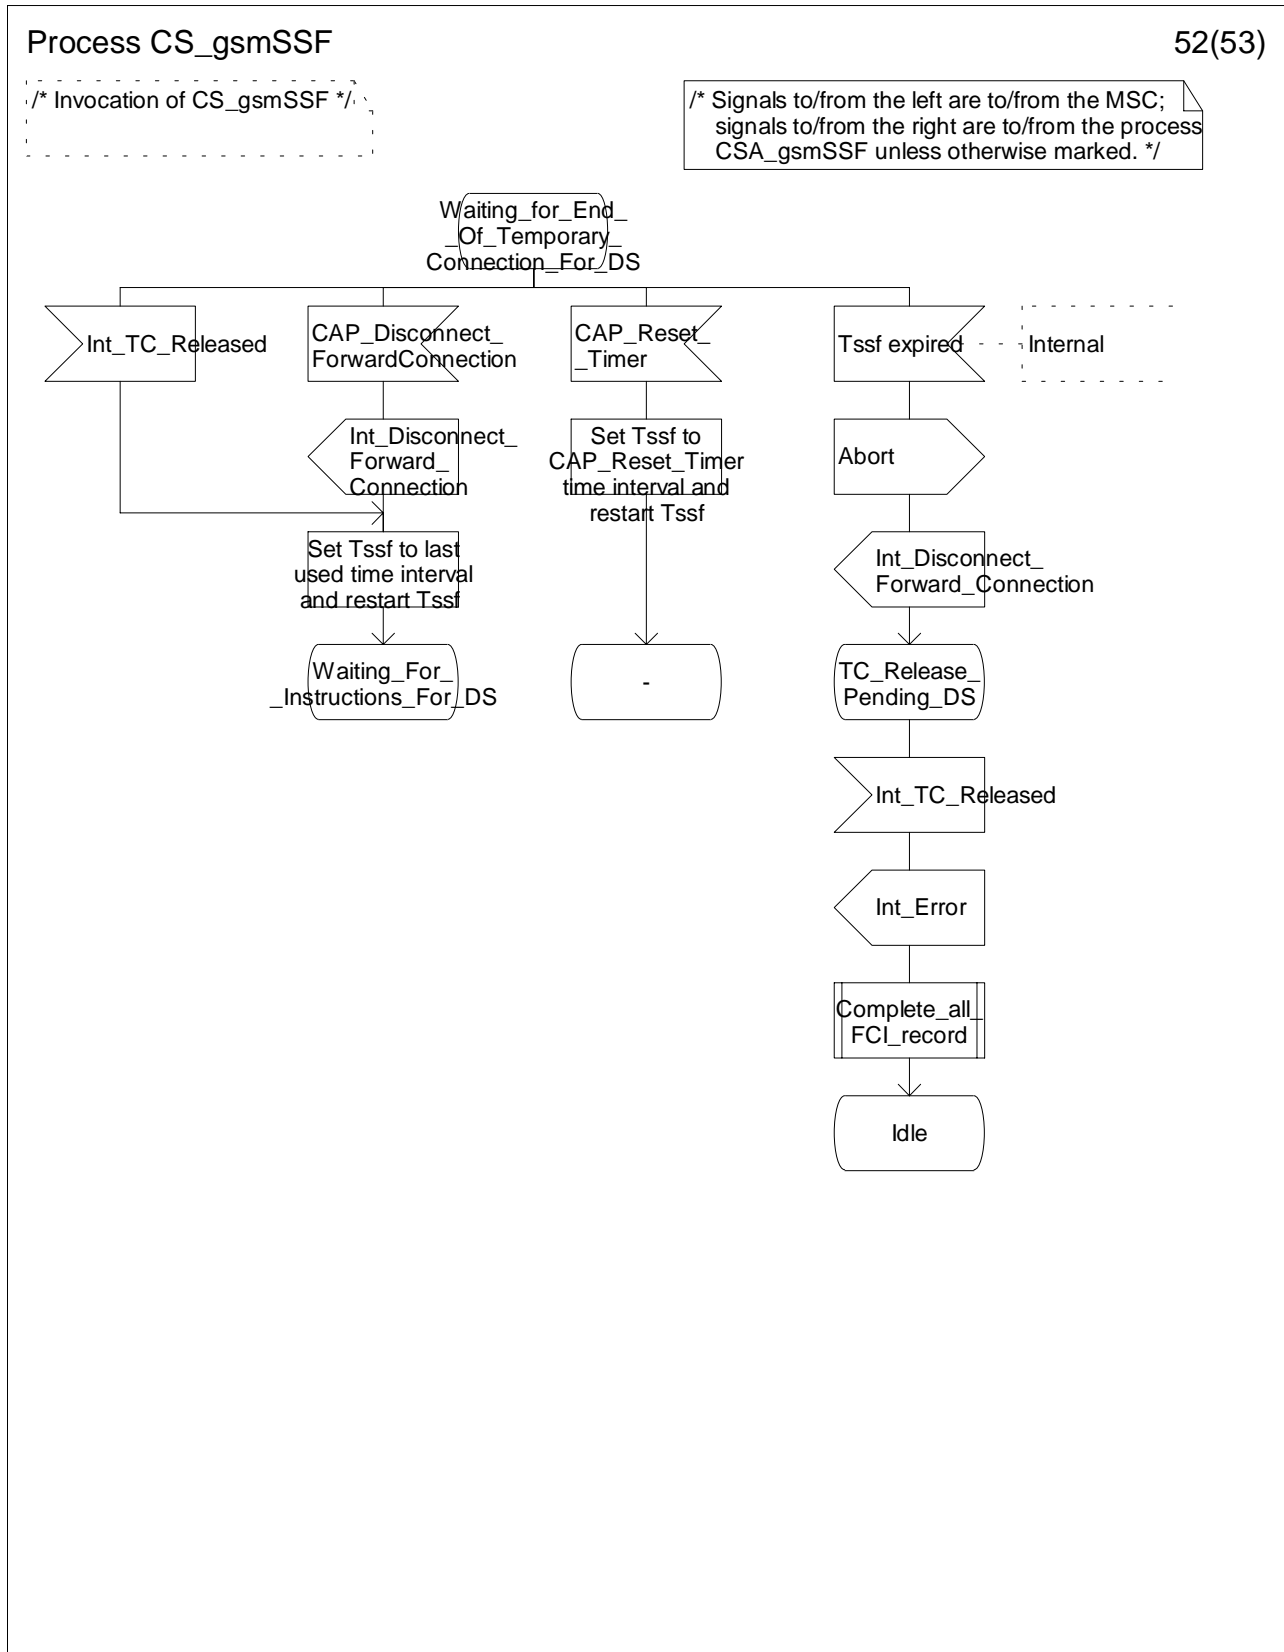 Process CS_gsmSSF
52(53)
/* Invocation of CS_gsmSSF */
/* Signals to/from the left are to/from the MSC;
signals to/from the right are to/from the process
CSA_gsmSSF unless otherwise marked. */
Waiting_for_End_
_Of_Temporary_
Connection_For_DS
Int_TC_Released
CAP_Disconnect_
ForwardConnection
CAP_Reset_
_Timer
Tssf expired
Internal
Int_Disconnect_
Forward_
Connection
Set Tssf to
CAP_Reset_Timer
time interval and
restart Tssf
Abort
Set Tssf to last
used time interval
and restart Tssf
Int_Disconnect_
Forward_Connection
Waiting_For_
_Instructions_For_DS
-
TC_Release_
Pending_DS
Int_TC_Released
Int_Error
Complete_all_
FCI_record
Idle